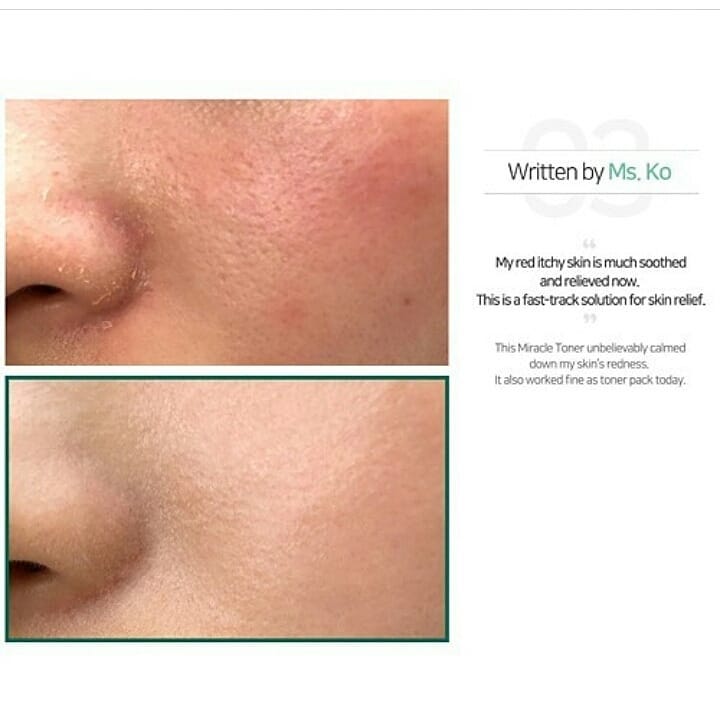 03
Written by Ms. Ko
“
My red itchy skin is much soothed
and relieved now.
This is a fast-track solution for skin relief.
”
This Miracle Toner unbelievably calmed
down my skin's redness.
It also worked fine as toner pack today.